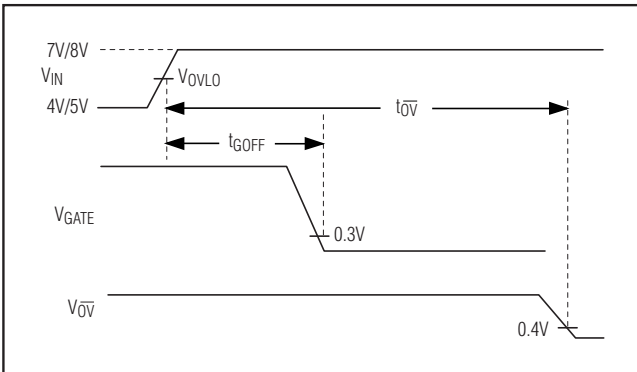 7V/8V
VIN
VOVLO
4V/5V
tOV̅
tGOFF
VGATE
0.3V
VOV̅
0.4V